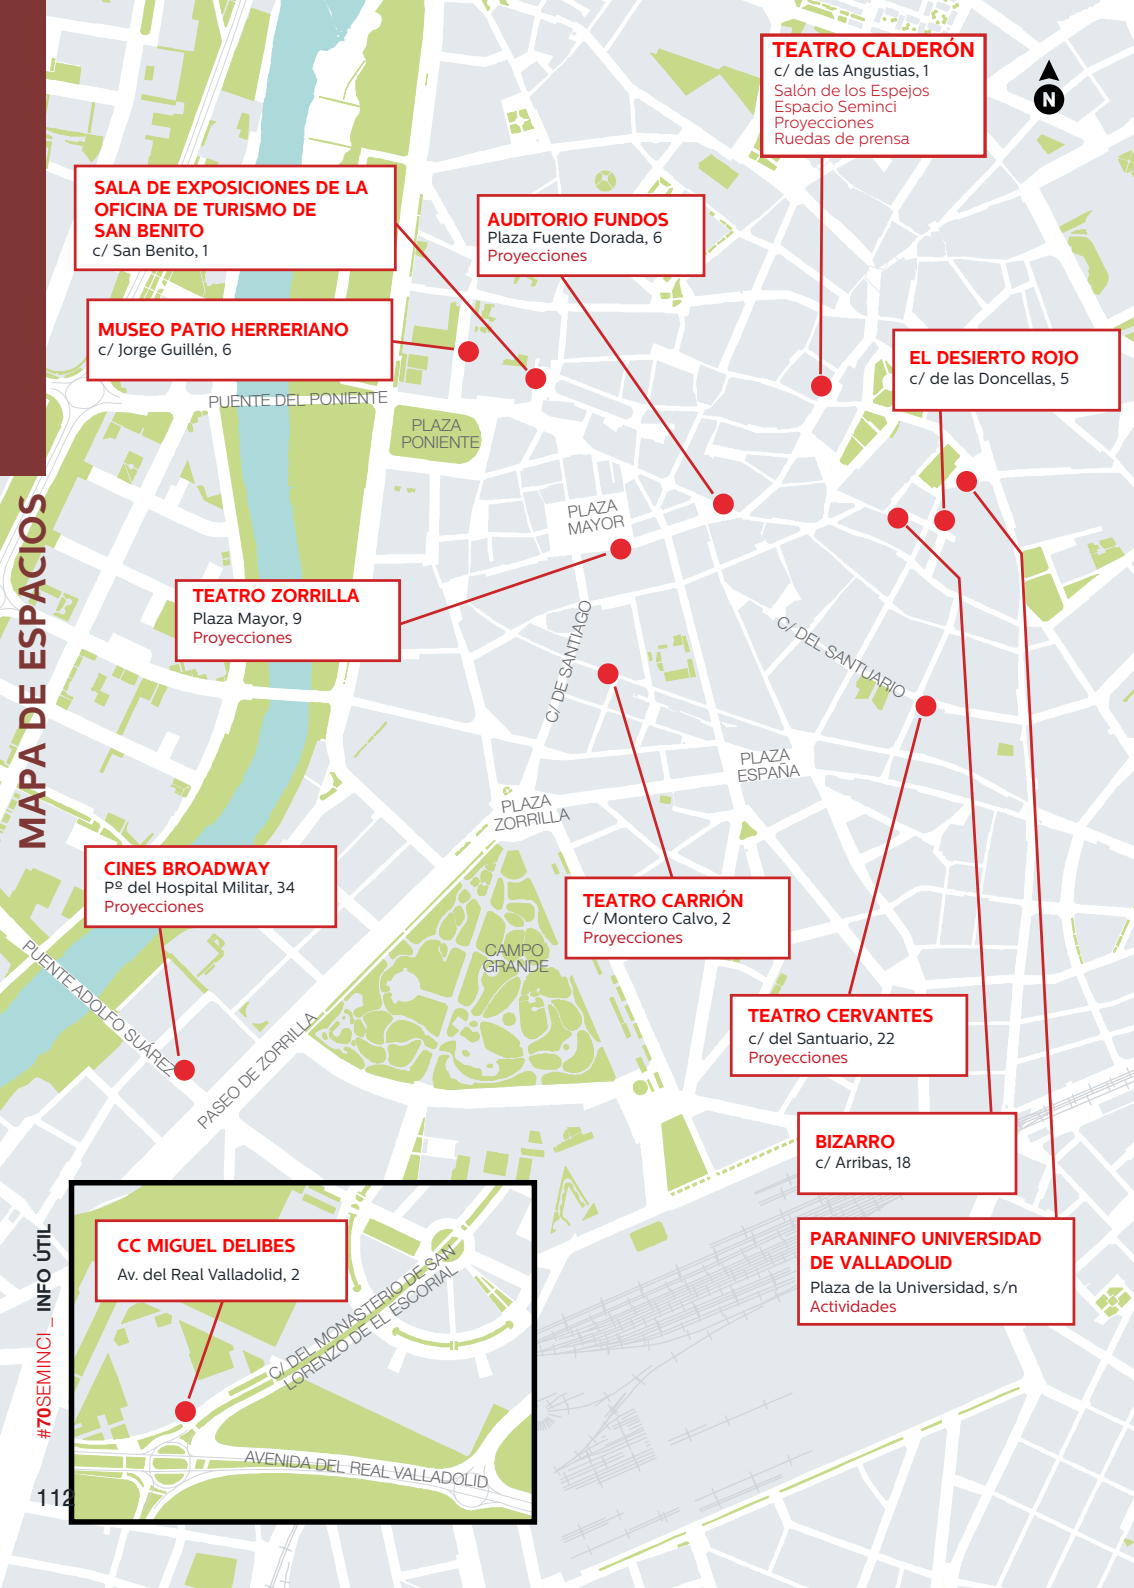 TEATRO CALDERÓN
c/ de las Angustias, 1
Salón de los Espejos
Espacio Seminci
Proyecciones
Ruedas de prensa
N
SALA DE EXPOSICIONES DE LA
OFICINA DE TURISMO DE
SAN BENITO
c/ San Benito, 1
AUDITORIO FUNDOS
Plaza Fuente Dorada, 6
Proyecciones
MUSEO PATIO HERRERIANO
c/ Jorge Guillén, 6
EL DESIERTO ROJO
c/ de las Doncellas, 5
PUENTE DEL PONIENTE
PLAZA
PONIENTE
PLAZA
MAYOR
MAPA DE ESPACIOS
TEATRO ZORRILLA
Plaza Mayor, 9
Proyecciones
C/ DE SANTIAGO
C/ DEL SANTUARIO
PLAZA
ESPAÑA
PLAZA
ZORRILLA
CINES BROADWAY
Pº del Hospital Militar, 34
Proyecciones
TEATRO CARRIÓN
c/ Montero Calvo, 2
Proyecciones
CAMPO
GRANDE
PUENTE ADOLFO SUÁREZ
PASEO DE ZORRILLA
TEATRO CERVANTES
c/ del Santuario, 22
Proyecciones
BIZARRO
c/ Arribas, 18
PARANINFO UNIVERSIDAD
DE VALLADOLID
Plaza de la Universidad, s/n
Actividades
CC MIGUEL DELIBES
Av. del Real Valladolid, 2
C/ DEL MONASTERIO DE SAN
LORENZO DE EL ESCORIAL
AVENIDA DEL REAL VALLADOLID
#70SEMINCI _ INFO ÚTIL
112